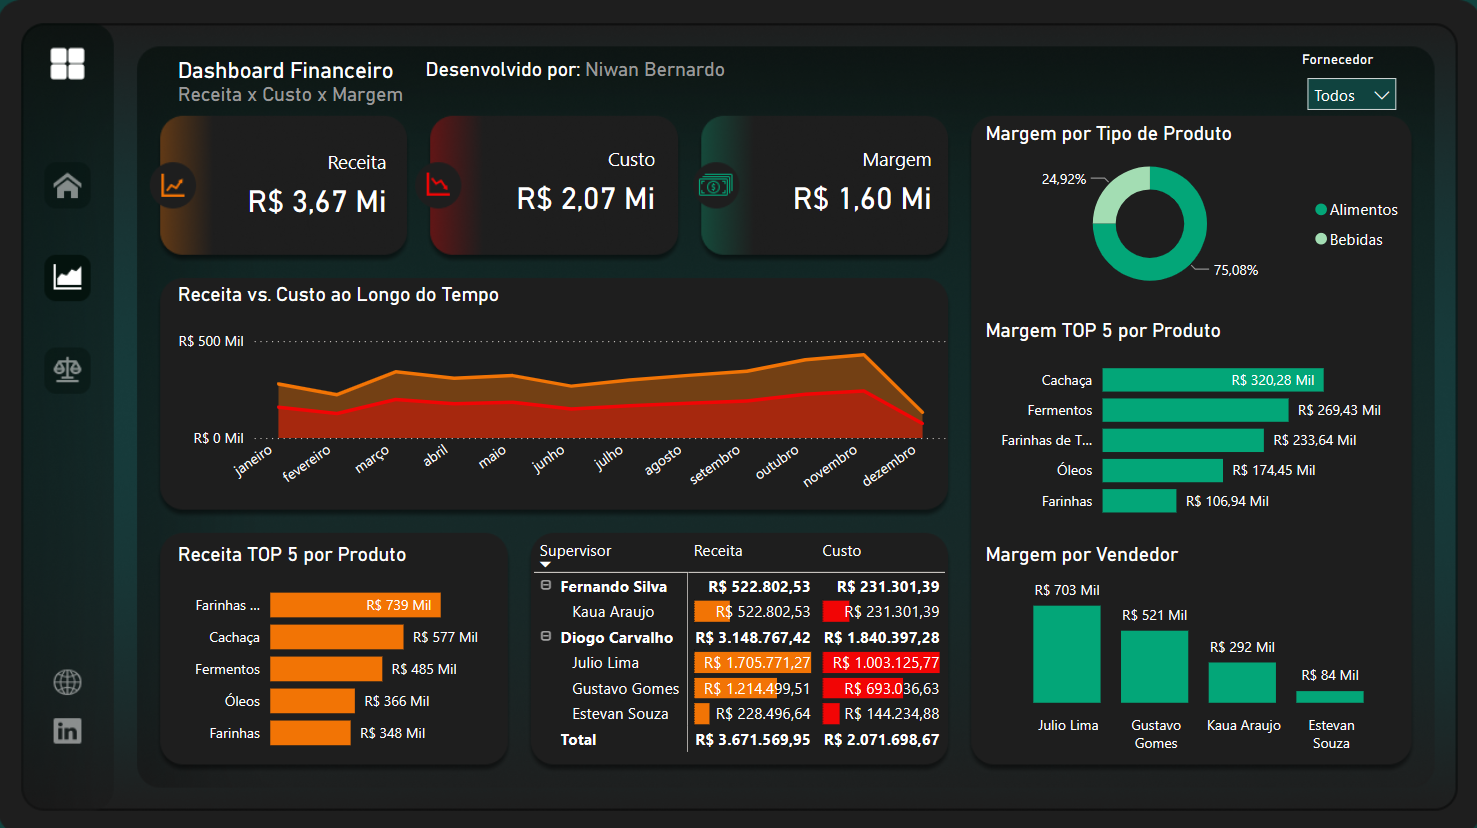 Dashboard Financeiro
Receita x Custo x Margem
Desenvolvido por: Niwan Bernardo
Fornecedor
Todos
Receita
R$ 3,67 Mi
Custo
R$ 2,07 Mi
Margem
R$ 1,60 Mi
Margem por Tipo de Produto
24,92%
75,08%
Alimentos
Bebidas
Receita vs. Custo ao Longo do Tempo
R$ 500 Mil
R$ 0 Mil
janeiro
fevereiro
março
abril
maio
junho
julho
agosto
setembro
outubro
novembro
dezembro
Margem TOP 5 por Produto
Cachaça R$ 320,28 Mil
Fermentos R$ 269,43 Mil
Farinhas de T... R$ 233,64 Mil
Óleos R$ 174,45 Mil
Farinhas R$ 106,94 Mil
Receita TOP 5 por Produto
Farinhas ... R$ 739 Mil
Cachaça R$ 577 Mil
Fermentos R$ 485 Mil
Óleos R$ 366 Mil
Farinhas R$ 348 Mil
Supervisor Receita Custo
Fernando Silva R$ 522.802,53 R$ 231.301,39
Kaua Araujo R$ 522.802,53 R$ 231.301,39
Diogo Carvalho R$ 3.148.767,42 R$ 1.840.397,28
Julio Lima R$ 1.705.771,27 R$ 1.003.125,77
Gustavo Gomes R$ 1.214.499,51 R$ 693.036,63
Estevan Souza R$ 228.496,64 R$ 144.234,88
Total R$ 3.671.569,95 R$ 2.071.698,67
Margem por Vendedor
R$ 703 Mil
R$ 521 Mil
R$ 292 Mil
R$ 84 Mil
Julio Lima
Gustavo
Gomes
Kaua Araujo
Estevan
Souza
in